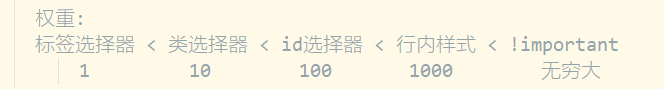 权重:
标签选择器 < 类选择器 < id选择器 < 行内样式 < !important
1 10 100 1000 无穷大